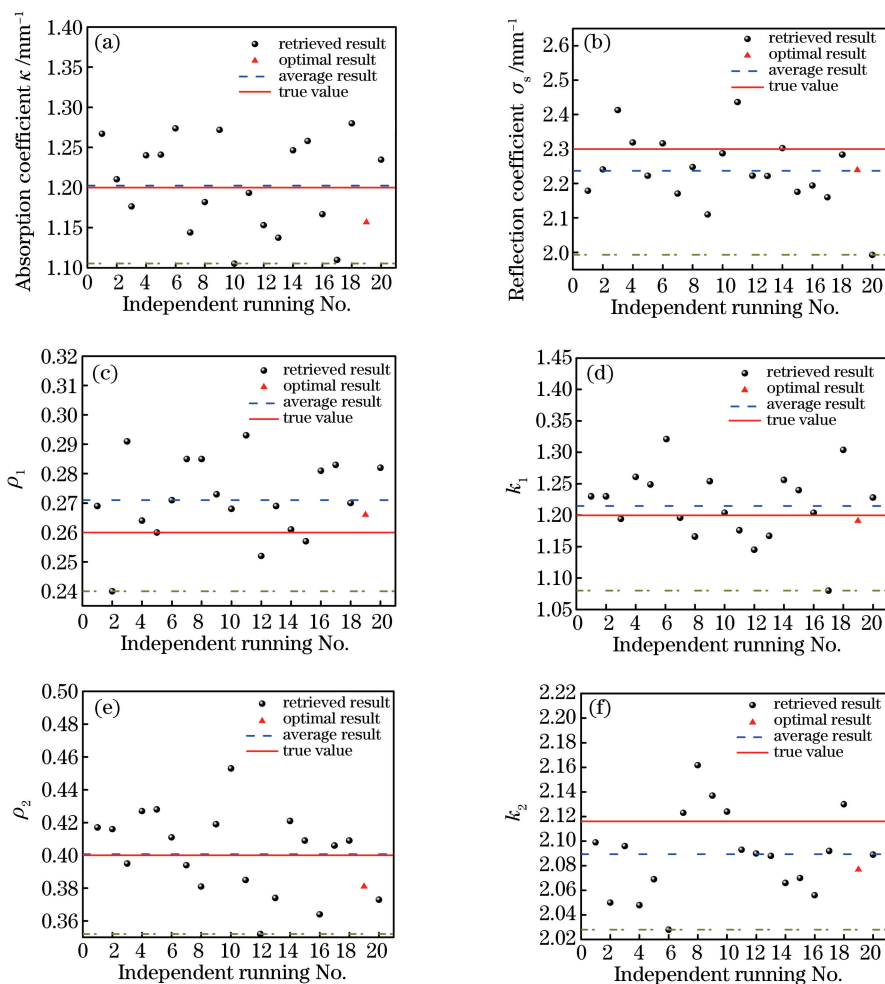 (a)
retrieved result
optimal result
average result
true value
Absorption coefficient κ /mm⁻¹
1.40
1.35
1.30
1.25
1.20
1.15
1.10
0 2 4 6 8 10 12 14 16 18 20
Independent running No.
(b)
retrieved result
optimal result
average result
true value
Reflection coefficient σs /mm⁻¹
2.6
2.5
2.4
2.3
2.2
2.1
2.0
0 2 4 6 8 10 12 14 16 18 20
Independent running No.
(c)
retrieved result
optimal result
average result
true value
ρ1
0.32
0.30
0.29
0.28
0.27
0.26
0.25
0.24
0 2 4 6 8 10 12 14 16 18 20
Independent running No.
(d)
retrieved result
optimal result
average result
true value
k1
1.45
1.40
1.35
1.30
1.25
1.20
1.15
1.10
1.05
0 2 4 6 8 10 12 14 16 18 20
Independent running No.
(e)
retrieved result
optimal result
average result
true value
ρ2
0.50
0.46
0.44
0.42
0.40
0.38
0.36
0 2 4 6 8 10 12 14 16 18 20
Independent running No.
(f)
retrieved result
optimal result
average result
true value
k2
2.22
2.20
2.18
2.16
2.14
2.12
2.10
2.08
2.06
2.04
2.02
0 2 4 6 8 10 12 14 16 18 20
Independent running No.